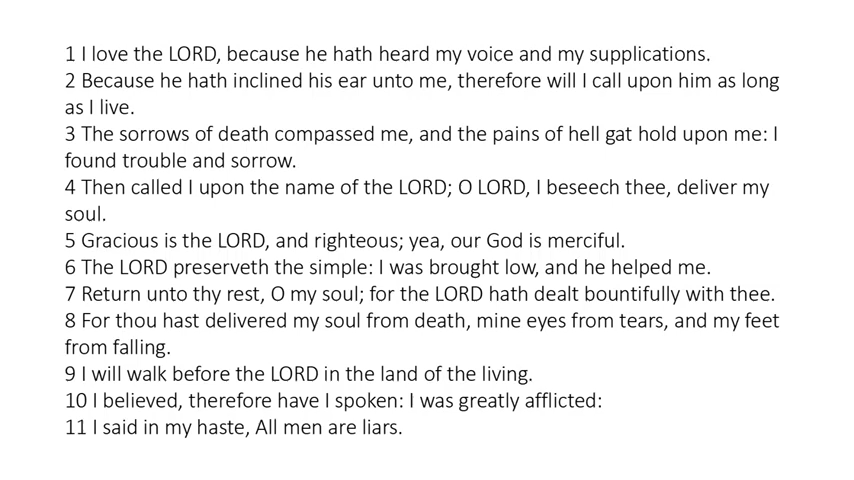 1 I love the LORD, because he hath heard my voice and my supplications.
2 Because he hath inclined his ear unto me, therefore will I call upon him as long
as I live.
3 The sorrows of death compassed me, and the pains of hell gat hold upon me: I
found trouble and sorrow.
4 Then called I upon the name of the LORD; O LORD, I beseech thee, deliver my
soul.
5 Gracious is the LORD, and righteous; yea, our God is merciful.
6 The LORD preserveth the simple: I was brought low, and he helped me.
7 Return unto thy rest, O my soul; for the LORD hath dealt bountifully with thee.
8 For thou hast delivered my soul from death, mine eyes from tears, and my feet
from falling.
9 I will walk before the LORD in the land of the living.
10 I believed, therefore have I spoken: I was greatly afflicted:
11 I said in my haste, All men are liars.